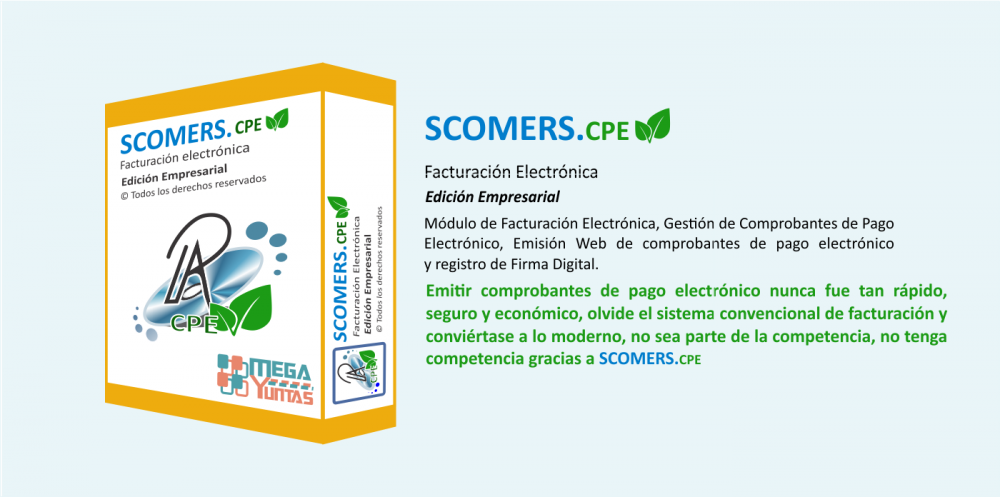 SCOMERS.CPE
Facturación electrónica
Edición Empresarial
© Todos los derechos reservados
PA
CPE
MEGA
YUNTAS
SCOMERS.CPE
Facturación Electrónica
Edición Empresarial
© Todos los derechos reservados
PA
CPE
SCOMERS.CPE
Facturación Electrónica
Edición Empresarial
Módulo de Facturación Electrónica, Gestión de Comprobantes de Pago
Electrónico, Emisión Web de comprobantes de pago electrónico
y registro de Firma Digital.
Emitir comprobantes de pago electrónico nunca fue tan rápido,
seguro y económico, olvide el sistema convencional de facturación y
conviértase a lo moderno, no sea parte de la competencia, no tenga
competencia gracias a SCOMERS.CPE